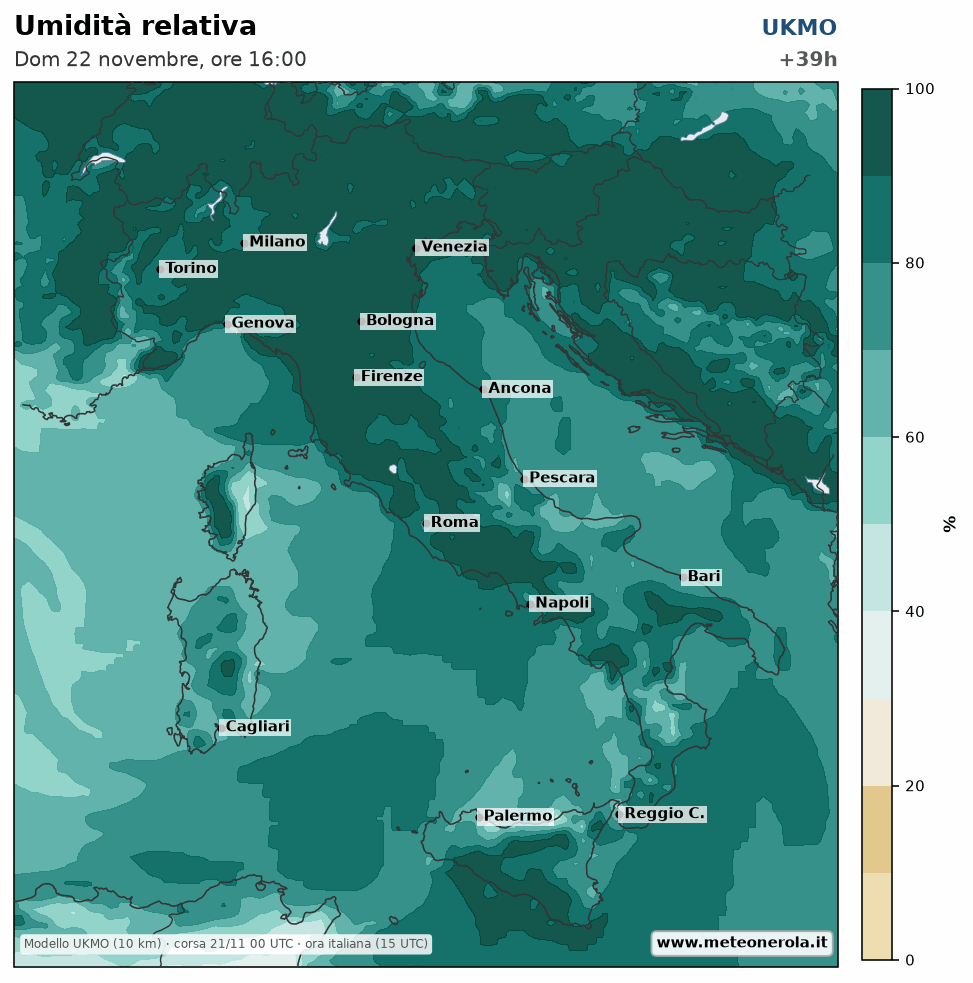 Umidità relativa
UKMO
Dom 22 novembre, ore 16:00
+39h
100
80
60
40
20
0
%
Milano
Venezia
Torino
Genova
Bologna
Firenze
Ancona
Pescara
Roma
Bari
Napoli
Cagliari
Palermo
Reggio C.
Modello UKMO (10 km) · corsa 21/11 00 UTC · ora italiana (15 UTC)
www.meteonerola.it